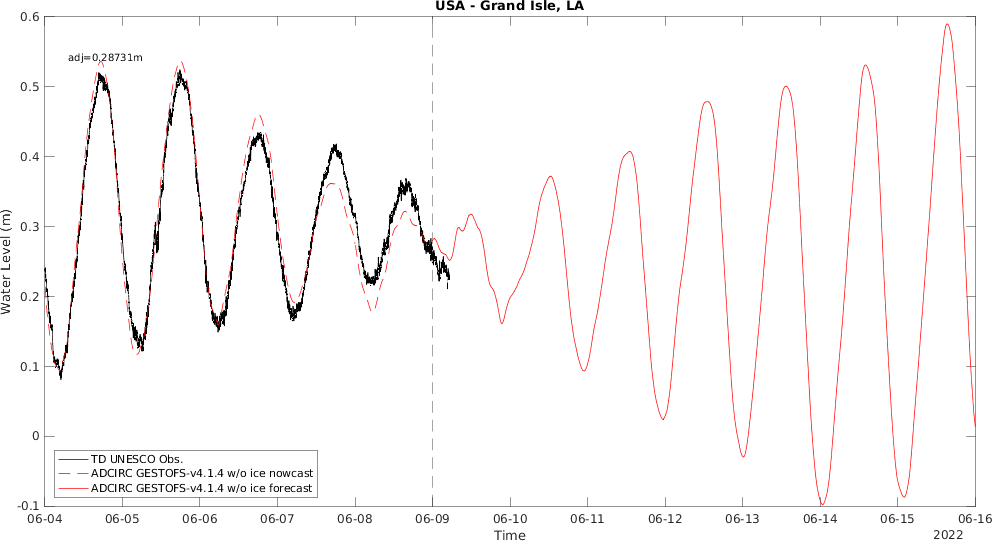 USA - Grand Isle, LA
adj=0.28731m
0.6
0.5
0.4
0.3
0.2
0.1
0
-0.1
Water Level (m)
TD UNESCO Obs.
ADCIRC GESTOFS-v4.1.4 w/o ice nowcast
ADCIRC GESTOFS-v4.1.4 w/o ice forecast
06-04 06-05 06-06 06-07 06-08 06-09 06-10 06-11 06-12 06-13 06-14 06-15 06-16
Time
2022